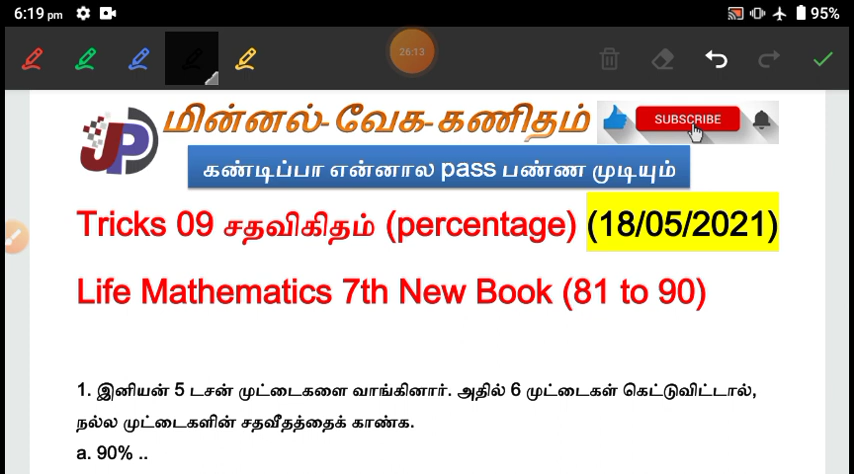 6:19 pm 95%
26:13
JP மின்னல்-வேக-கணிதம் SUBSCRIBE
கண்டிப்பா என்னால pass பண்ண முடியும்
Tricks 09 சதவிகிதம் (percentage) (18/05/2021)
Life Mathematics 7th New Book (81 to 90)
1. இனியன் 5 டசன் முட்டைகளை வாங்கினார். அதில் 6 முட்டைகள் கெட்டுவிட்டால்,
நல்ல முட்டைகளின் சதவீதத்தைக் காண்க.
a. 90% ..